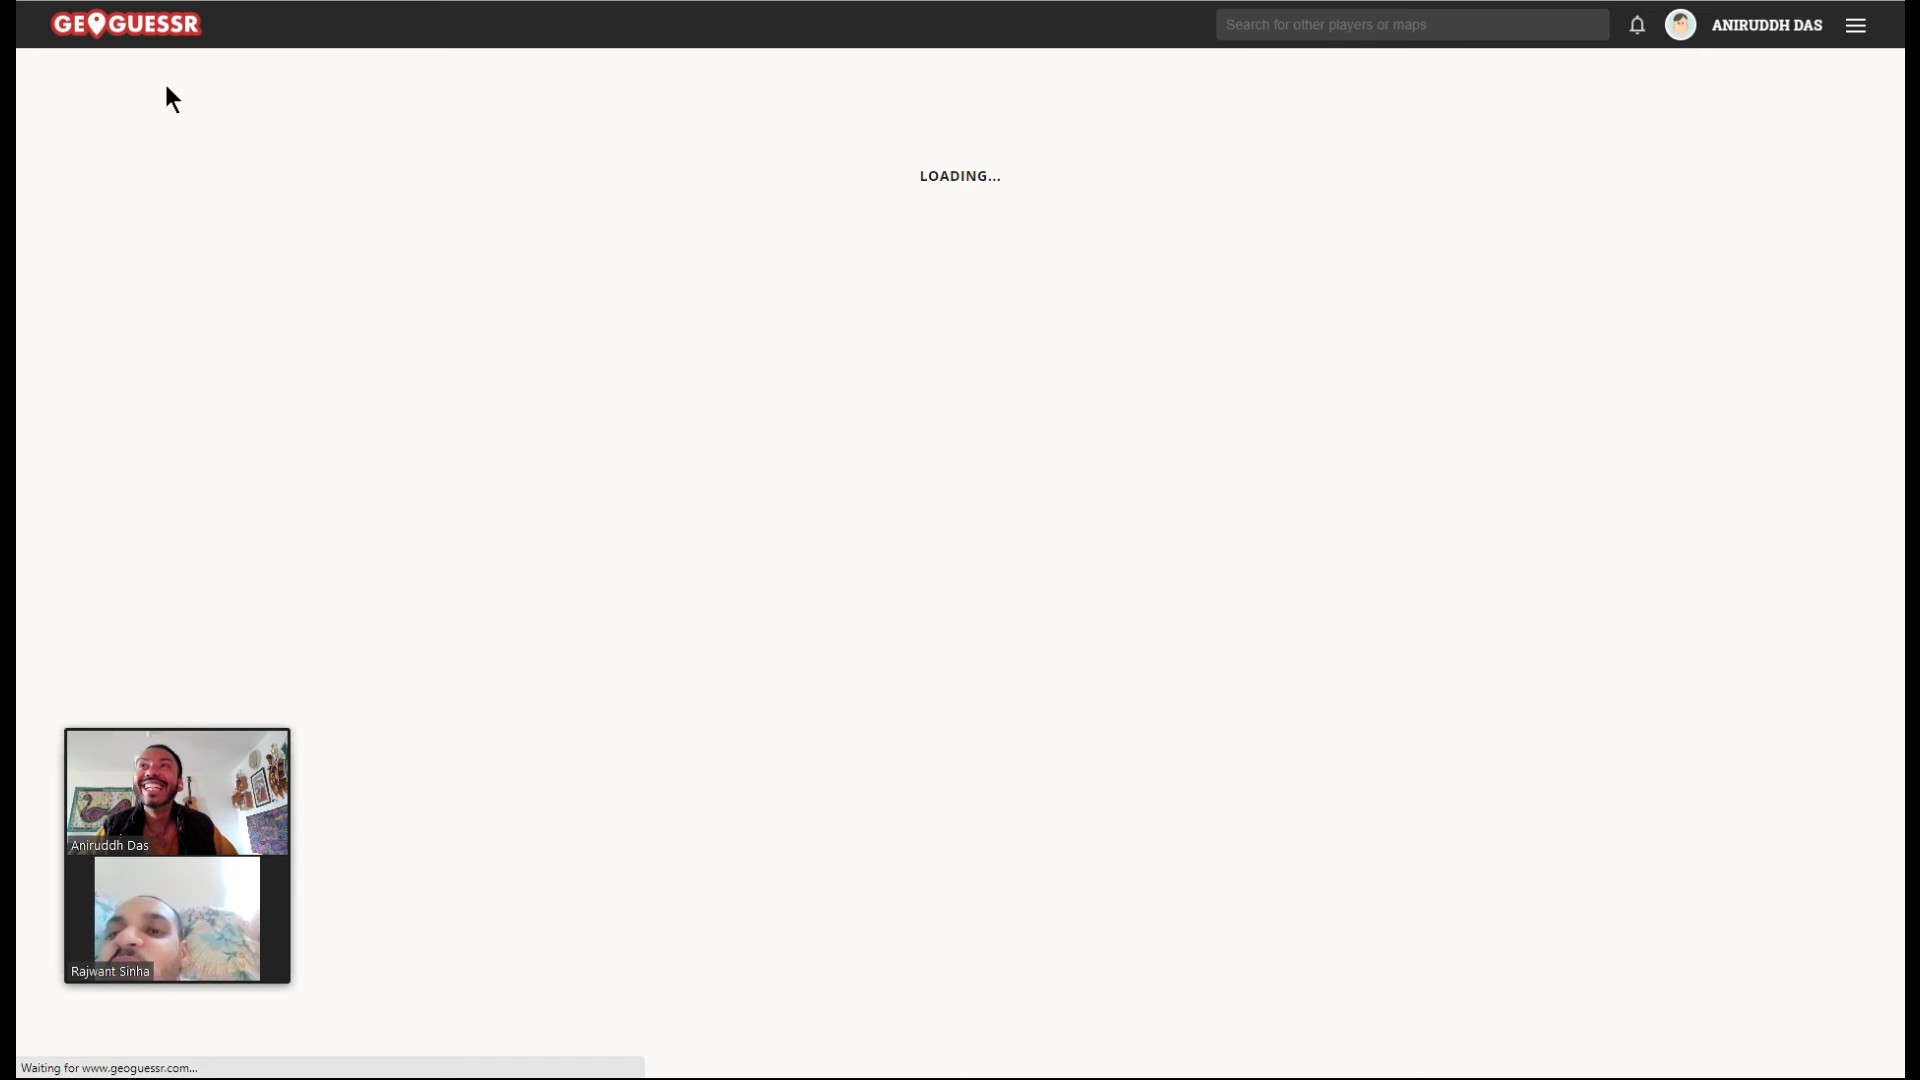 GEOGUESSR
Search for other players or maps
ANIRUDDH DAS
LOADING...
Aniruddh Das
Rajwant Sinha
Waiting for www.geoguessr.com...